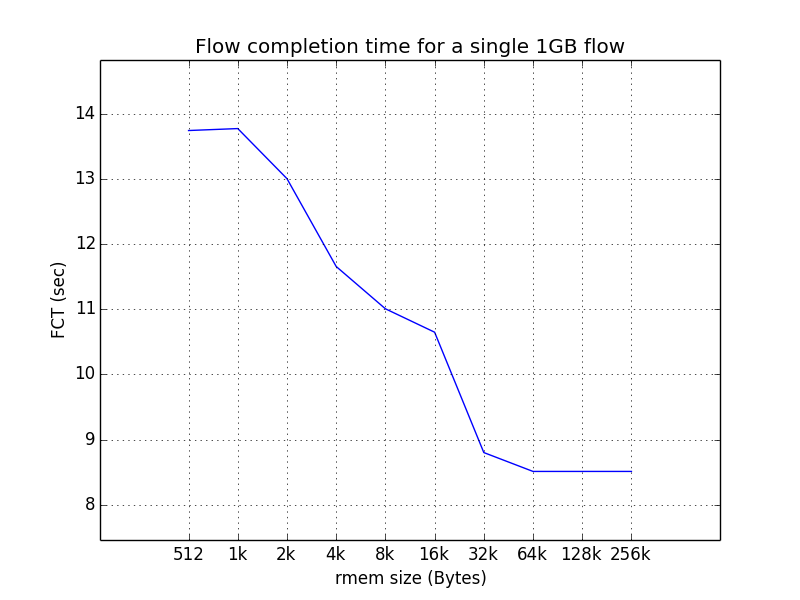 Flow completion time for a single 1GB flow
14
13
12
11
10
9
8
FCT (sec)
512 1k 2k 4k 8k 16k 32k 64k 128k 256k
rmem size (Bytes)